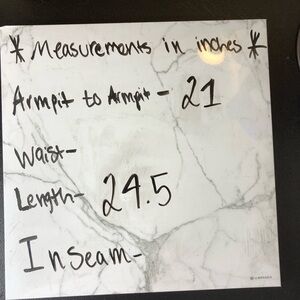 * Measurements in inches *
Armpit to Armpit - 21
Waist-
Length- 24.5
Inseam-